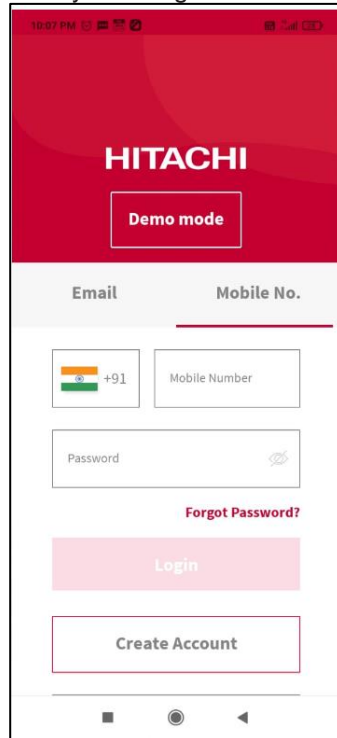 10:07 PM
HITACHI
Demo mode
Email Mobile No.
+91 Mobile Number
Password
Forgot Password?
Login
Create Account